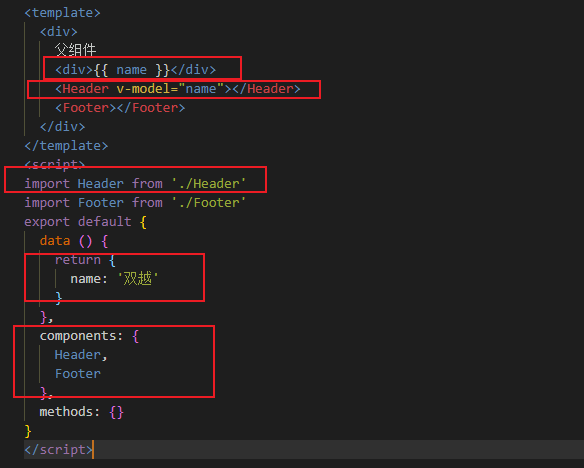 <template>
<div>
父组件
<div>{{ name }}</div>
<Header v-model="name"></Header>
<Footer></Footer>
</div>
</template>
<script>
import Header from './Header'
import Footer from './Footer'
export default {
data () {
return {
name: '双越'
}
},
components: {
Header,
Footer
},
methods: {}
}
</script>